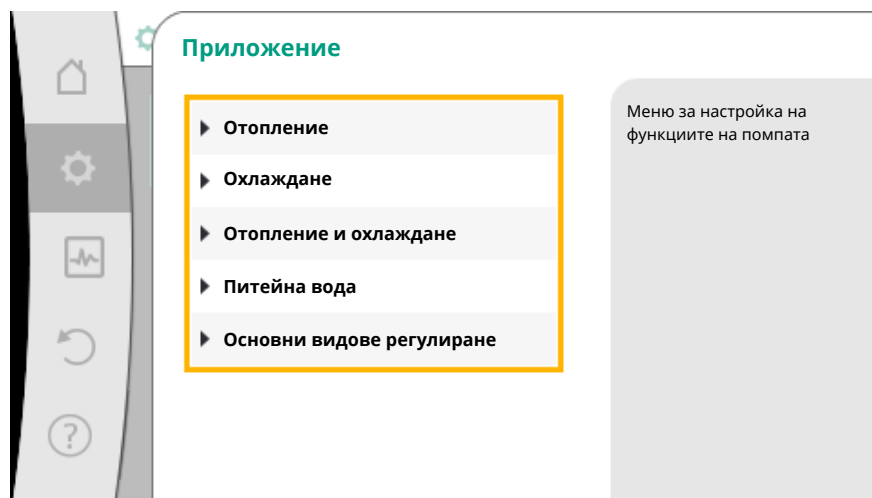 Приложение
Отопление
Охлаждане
Отопление и охлаждане
Питейна вода
Основни видове регулиране
Меню за настройка на
функциите на помпата
?